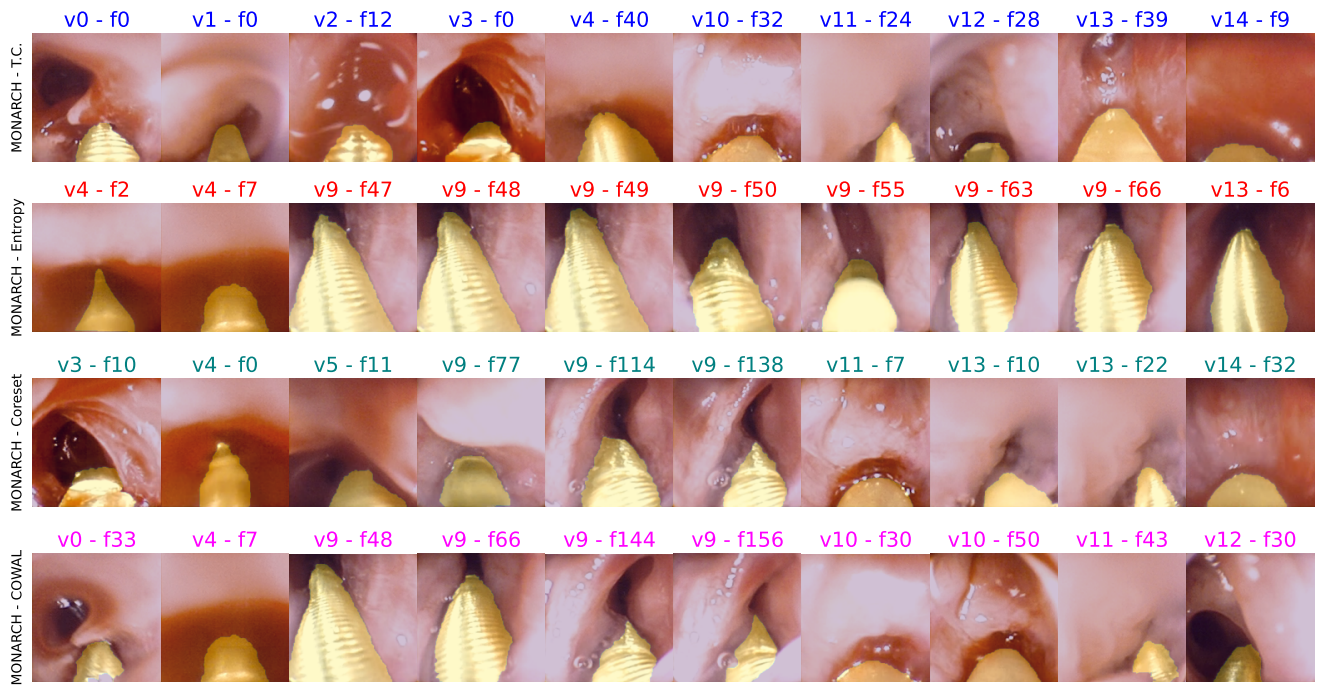 v0 - f0 v1 - f0 v2 - f12 v3 - f0 v4 - f40 v10 - f32 v11 - f24 v12 - f28 v13 - f39 v14 - f9
MONARCH - T.C.
v4 - f2 v4 - f7 v9 - f47 v9 - f48 v9 - f49 v9 - f50 v9 - f55 v9 - f63 v9 - f66 v13 - f6
MONARCH - Entropy
v3 - f10 v4 - f0 v5 - f11 v9 - f77 v9 - f114 v9 - f138 v11 - f7 v13 - f10 v13 - f22 v14 - f32
MONARCH - Coreset
v0 - f33 v4 - f7 v9 - f48 v9 - f66 v9 - f144 v9 - f156 v10 - f30 v10 - f50 v11 - f43 v12 - f30
MONARCH - COWAL